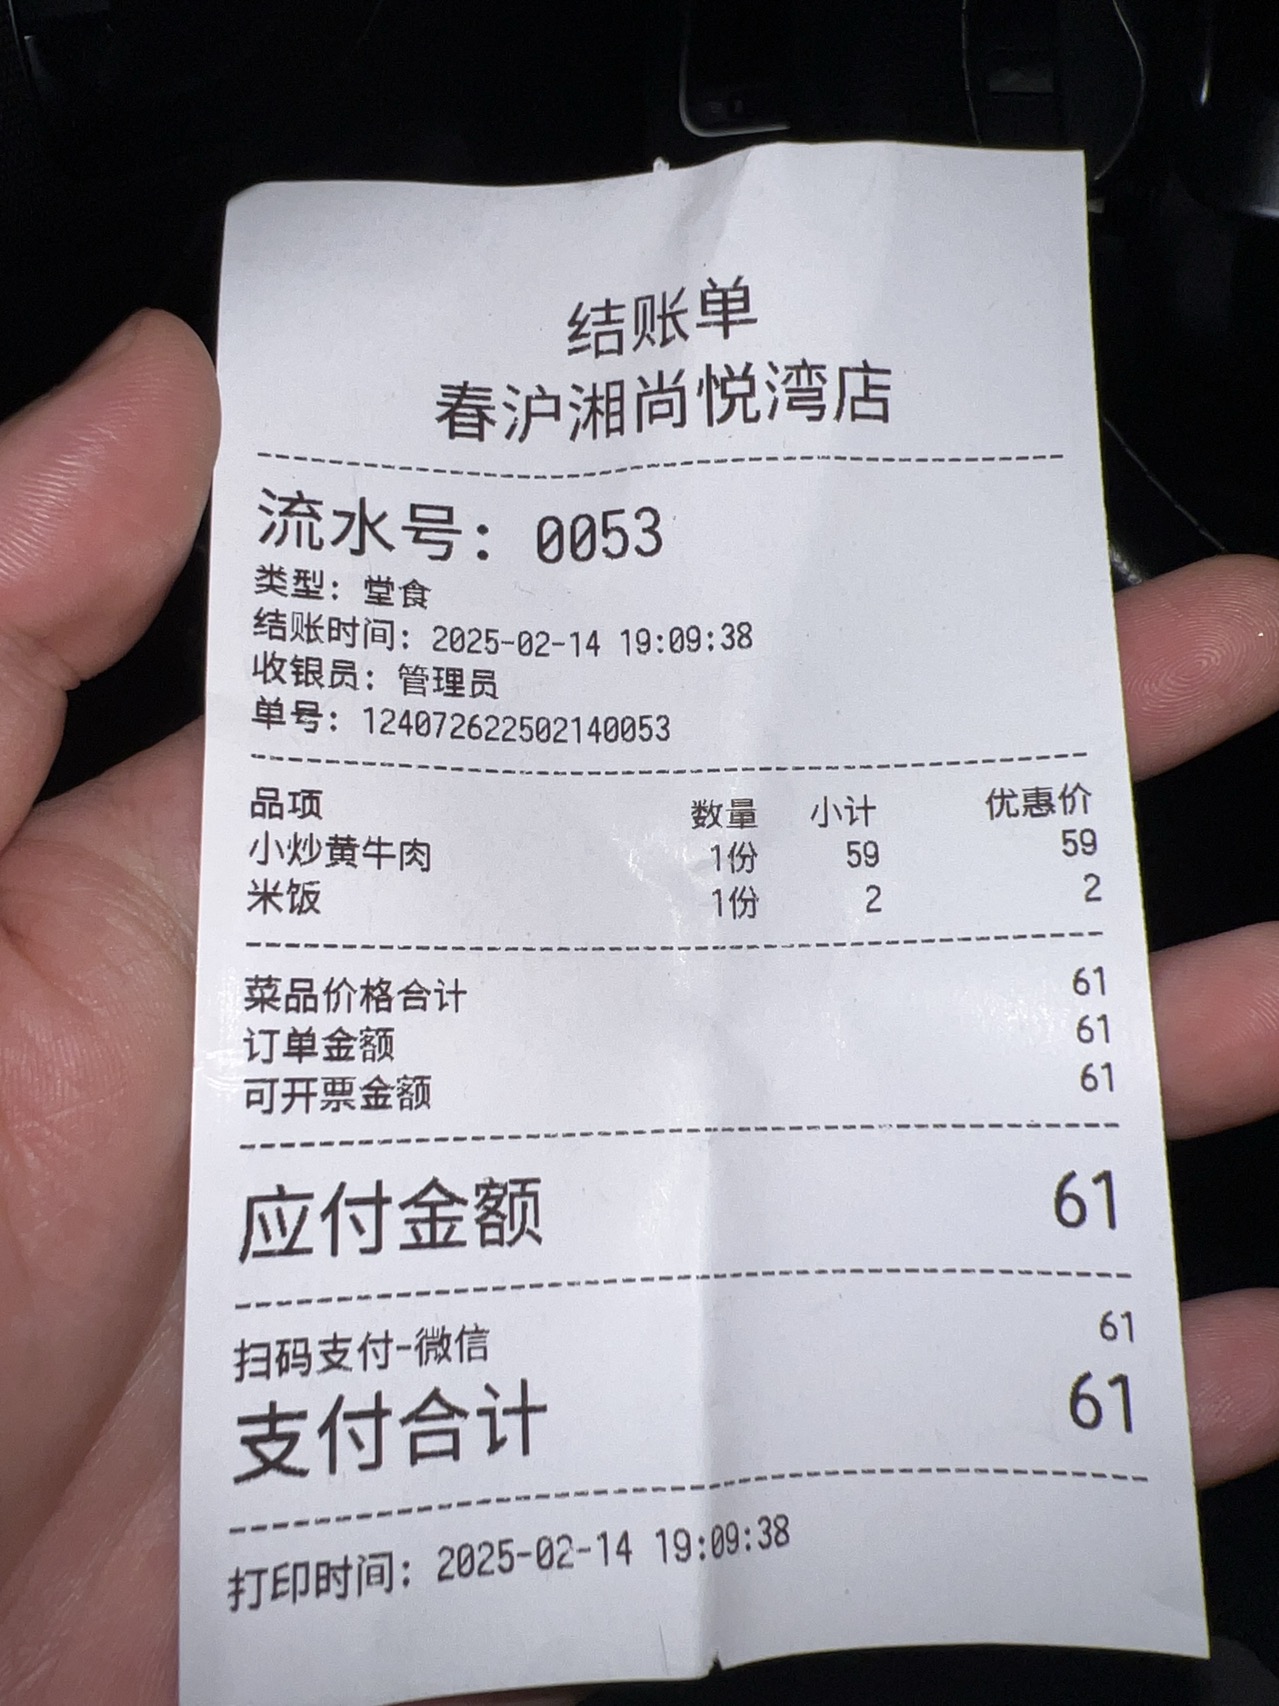 结账单
春沪湘尚悦湾店
流水号：0053
类型：堂食
结账时间：2025-02-14 19:09:38
收银员：管理员
单号：124072622502140053
品项 数量 小计 优惠价
小炒黄牛肉 1份 59 59
米饭 1份 2 2
菜品价格合计 61
订单金额 61
可开票金额 61
应付金额 61
扫码支付-微信 61
支付合计 61
打印时间：2025-02-14 19:09:38